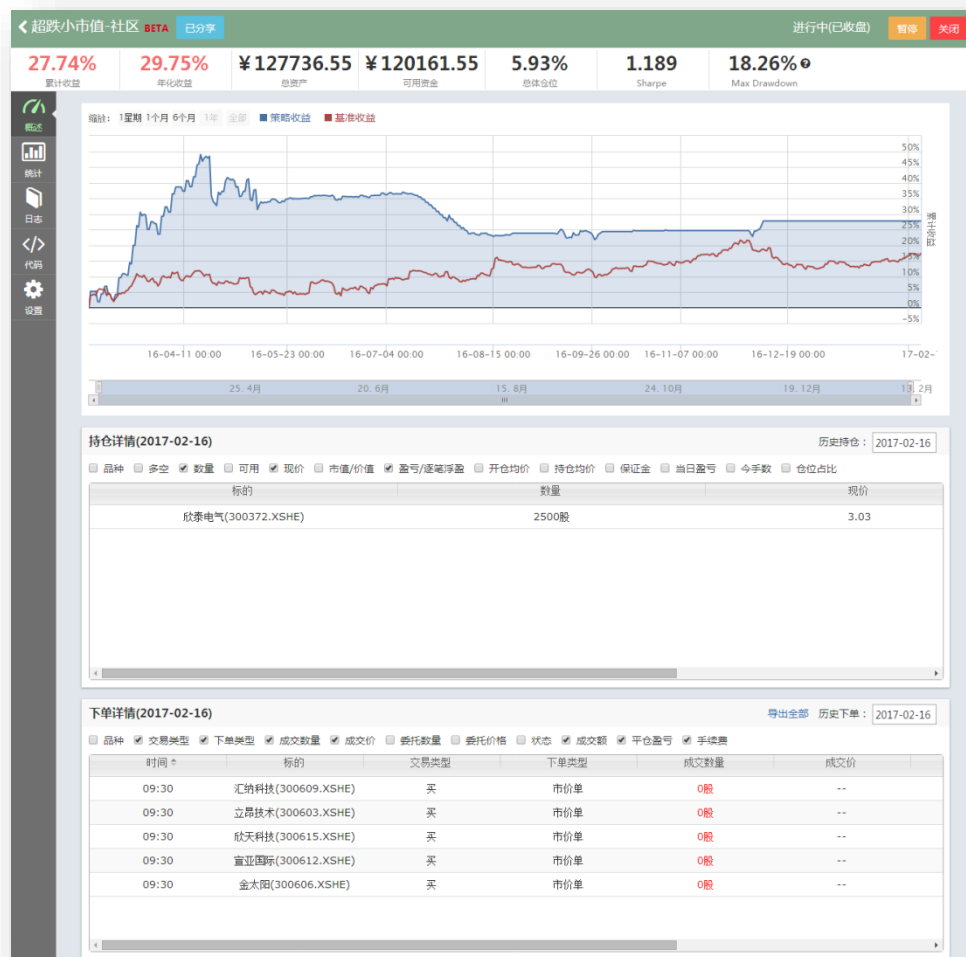 超跌小市值-社区 BETA 已分享 进行中(已收盘) 暂停 关闭
27.74% 29.75% ¥127736.55 ¥120161.55 5.93% 1.189 18.26%
累计收益 年化收益 总资产 可用资金 总体仓位 Sharpe Max Drawdown
概述
统计
日志
代码
设置
缩放: 1星期 1个月 6个月 1年 全部 策略收益 基准收益
50%
45%
40%
35%
30%
25%
20%
15%
10%
5%
0%
-5%
累计收益
16-04-11 00:00 16-05-23 00:00 16-07-04 00:00 16-08-15 00:00 16-09-26 00:00 16-11-07 00:00 16-12-19 00:00 17-02-
25. 4月 20. 6月 15. 8月 24. 10月 19. 12月 13. 2月
持仓详情(2017-02-16) 历史持仓: 2017-02-16
品种 多空 数量 可用 现价 市值/价值 盈亏/逐笔浮盈 开仓均价 持仓均价 保证金 当日盈亏 今手数 仓位占比
标的 数量 现价
欣泰电气(300372.XSHE) 2500股 3.03
下单详情(2017-02-16) 导出全部 历史下单: 2017-02-16
品种 交易类型 下单类型 成交数量 成交价 委托数量 委托价格 状态 成交额 平仓盈亏 手续费
时间 标的 交易类型 下单类型 成交数量 成交价
09:30 汇纳科技(300609.XSHE) 买 市价单 0股 --
09:30 立昂技术(300603.XSHE) 买 市价单 0股 --
09:30 欣天科技(300615.XSHE) 买 市价单 0股 --
09:30 宣亚国际(300612.XSHE) 买 市价单 0股 --
09:30 金太阳(300606.XSHE) 买 市价单 0股 --